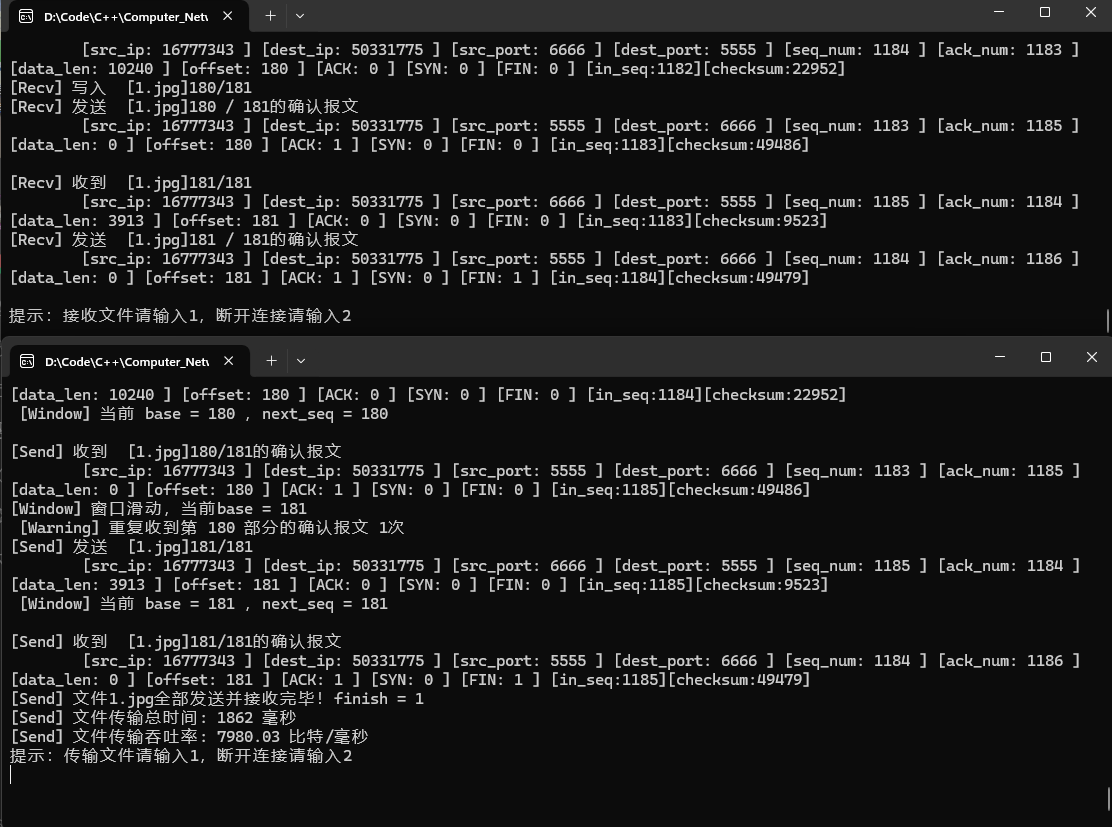 D:\Code\C++\Computer_Net
[src_ip: 16777343 ] [dest_ip: 50331775 ] [src_port: 6666 ] [dest_port: 5555 ] [seq_num: 1184 ] [ack_num: 1183 ]
[data_len: 10240 ] [offset: 180 ] [ACK: 0 ] [SYN: 0 ] [FIN: 0 ] [in_seq:1182][checksum:22952]
[Recv] 写入  [1.jpg]180/181
[Recv] 发送  [1.jpg]180 / 181的确认报文
[src_ip: 16777343 ] [dest_ip: 50331775 ] [src_port: 5555 ] [dest_port: 6666 ] [seq_num: 1183 ] [ack_num: 1185 ]
[data_len: 0 ] [offset: 180 ] [ACK: 1 ] [SYN: 0 ] [FIN: 0 ] [in_seq:1183][checksum:49486]
[Recv] 收到  [1.jpg]181/181
[src_ip: 16777343 ] [dest_ip: 50331775 ] [src_port: 6666 ] [dest_port: 5555 ] [seq_num: 1185 ] [ack_num: 1184 ]
[data_len: 3913 ] [offset: 181 ] [ACK: 0 ] [SYN: 0 ] [FIN: 0 ] [in_seq:1183][checksum:9523]
[Recv] 发送  [1.jpg]181 / 181的确认报文
[src_ip: 16777343 ] [dest_ip: 50331775 ] [src_port: 5555 ] [dest_port: 6666 ] [seq_num: 1184 ] [ack_num: 1186 ]
[data_len: 0 ] [offset: 181 ] [ACK: 1 ] [SYN: 0 ] [FIN: 1 ] [in_seq:1184][checksum:49479]
提示：接收文件请输入1，断开连接请输入2
D:\Code\C++\Computer_Net
[data_len: 10240 ] [offset: 180 ] [ACK: 0 ] [SYN: 0 ] [FIN: 0 ] [in_seq:1184][checksum:22952]
[Window] 当前 base = 180 , next_seq = 180
[Send] 收到  [1.jpg]180/181的确认报文
[src_ip: 16777343 ] [dest_ip: 50331775 ] [src_port: 5555 ] [dest_port: 6666 ] [seq_num: 1183 ] [ack_num: 1185 ]
[data_len: 0 ] [offset: 180 ] [ACK: 1 ] [SYN: 0 ] [FIN: 0 ] [in_seq:1185][checksum:49486]
[Window] 窗口滑动，当前base = 181
[Warning] 重复收到第 180 部分的确认报文 1次
[Send] 发送  [1.jpg]181/181
[src_ip: 16777343 ] [dest_ip: 50331775 ] [src_port: 6666 ] [dest_port: 5555 ] [seq_num: 1185 ] [ack_num: 1184 ]
[data_len: 3913 ] [offset: 181 ] [ACK: 0 ] [SYN: 0 ] [FIN: 0 ] [in_seq:1185][checksum:9523]
[Window] 当前 base = 181 , next_seq = 181
[Send] 收到  [1.jpg]181/181的确认报文
[src_ip: 16777343 ] [dest_ip: 50331775 ] [src_port: 5555 ] [dest_port: 6666 ] [seq_num: 1184 ] [ack_num: 1186 ]
[data_len: 0 ] [offset: 181 ] [ACK: 1 ] [SYN: 0 ] [FIN: 1 ] [in_seq:1185][checksum:49479]
[Send] 文件1.jpg全部发送并接收完毕！finish = 1
[Send] 文件传输总时间：1862 毫秒
[Send] 文件传输吞吐率：7980.03 比特/毫秒
提示：传输文件请输入1，断开连接请输入2